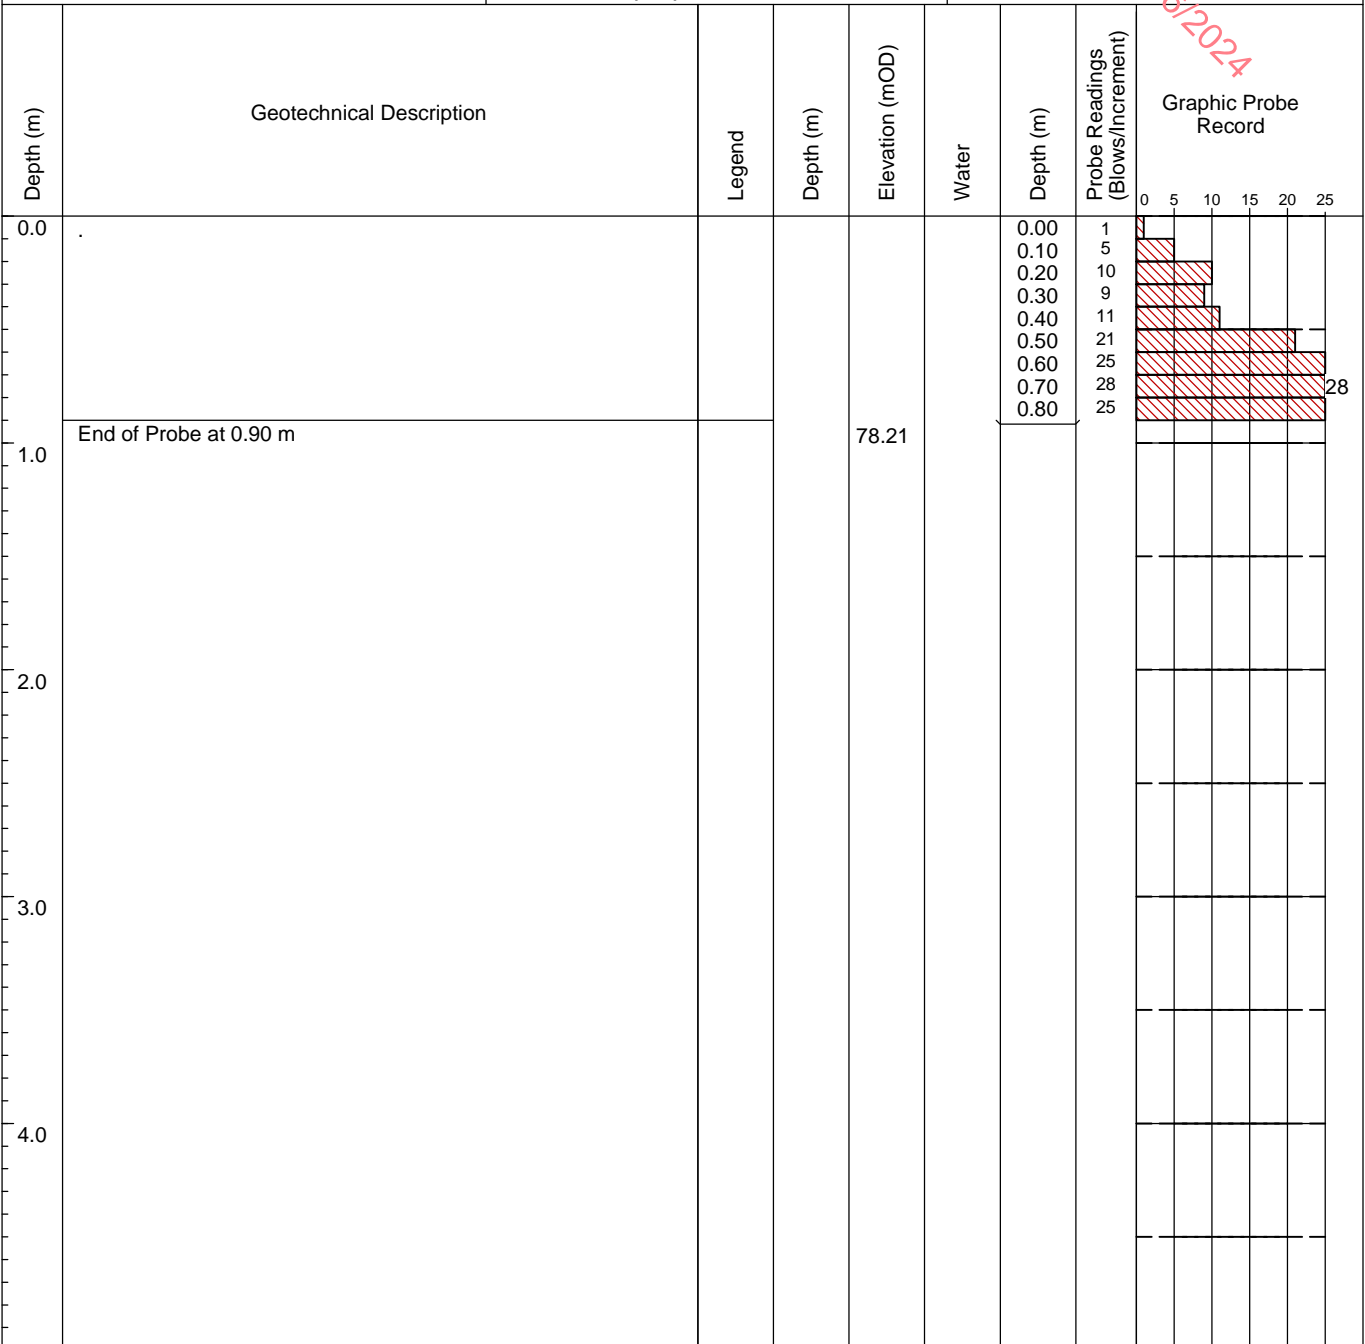 6/2024
Depth (m)
Geotechnical Description
Legend
Depth (m)
Elevation (mOD)
Water
Depth (m)
Probe Readings
(Blows/Increment)
Graphic Probe
Record
0 5 10 15 20 25
0.0 . 0.00 1
0.10 5
0.20 10
0.30 9
0.40 11
0.50 21
0.60 25
0.70 28 28
0.80 25
End of Probe at 0.90 m 78.21
1.0
2.0
3.0
4.0